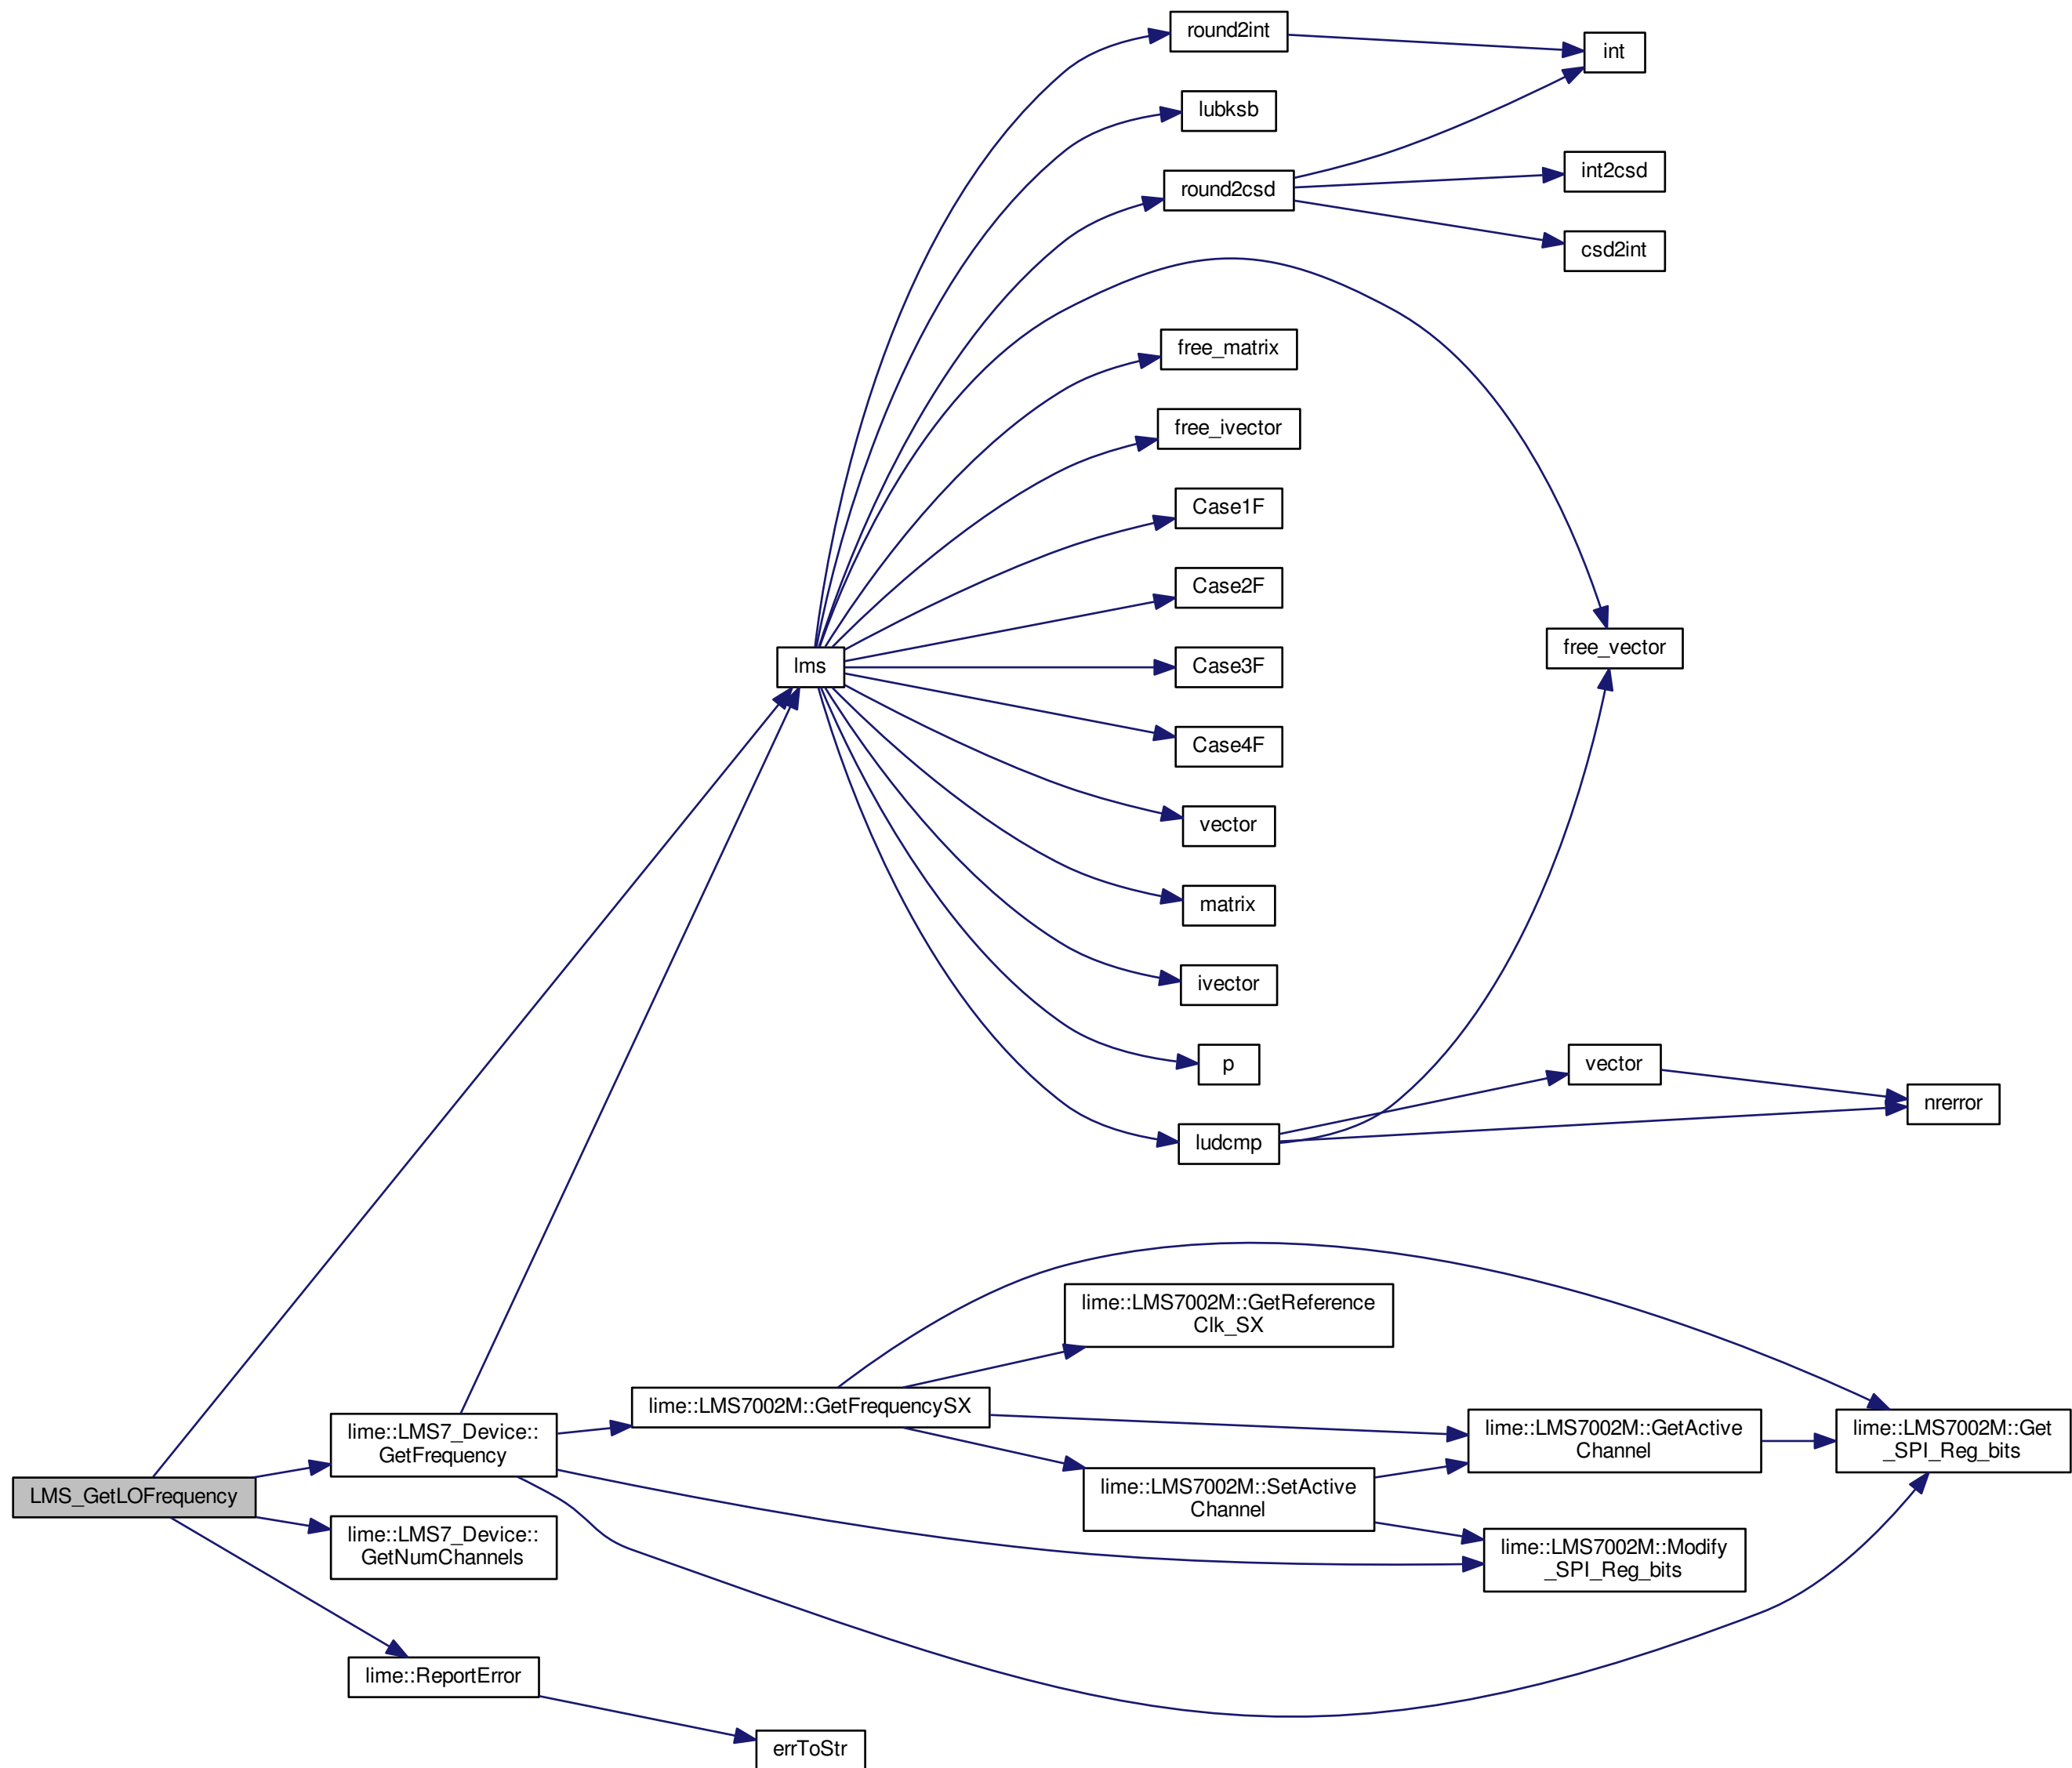 round2int
int
lubksb
int2csd
round2csd
csd2int
free_matrix
free_ivector
Case1F
Case2F
free_vector
lms
Case3F
Case4F
vector
matrix
ivector
p
vector
nrerror
ludcmp
lime::LMS7002M::GetReference
Clk_SX
lime::LMS7002M::GetFrequencySX
lime::LMS7_Device::
GetFrequency
lime::LMS7002M::GetActive
Channel
lime::LMS7002M::Get
_SPI_Reg_bits
LMS_GetLOFrequency
lime::LMS7002M::SetActive
Channel
lime::LMS7_Device::
GetNumChannels
lime::LMS7002M::Modify
_SPI_Reg_bits
lime::ReportError
errToStr